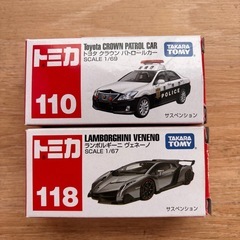 トミカ
110
Toyota CROWN PATROL CAR
トヨタ クラウン パトロールカー
SCALE 1/69
TAKARA
TOMY
POLICE
サスペンション
トミカ
118
LAMBORGHINI VENENO
ランボルギーニ ヴェネーノ
SCALE 1/67
TAKARA
TOMY
サスペンション